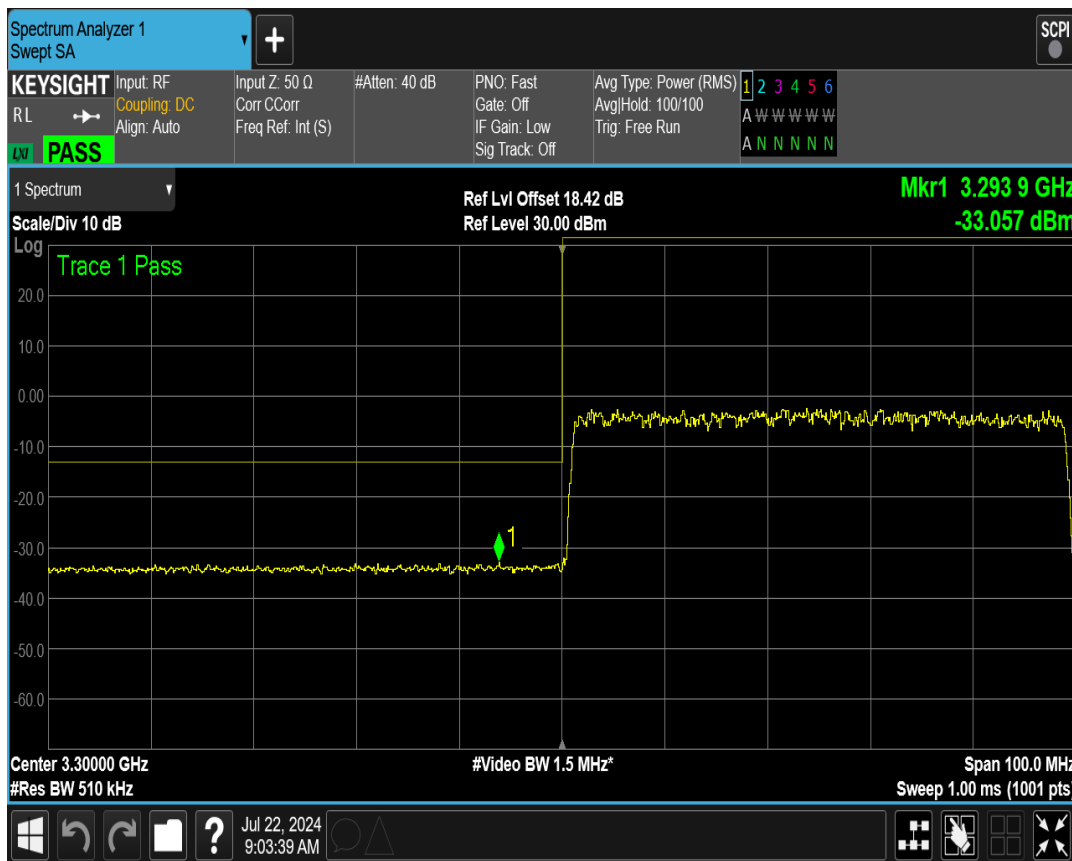 Spectrum Analyzer 1
Swept SA
SCPI
KEYSIGHT
RL
LXI PASS
Input: RF
Coupling: DC
Align: Auto
Input Z: 50 Ω
Corr CCorr
Freq Ref: Int (S)
#Atten: 40 dB
PNO: Fast
Gate: Off
IF Gain: Low
Sig Track: Off
Avg Type: Power (RMS)
Avg|Hold: 100/100
Trig: Free Run
1 2 3 4 5 6
A W W W W W
A N N N N N
1 Spectrum
Scale/Div 10 dB
Ref Lvl Offset 18.42 dB
Ref Level 30.00 dBm
Mkr1 3.293 9 GHz
-33.057 dBm
Log
Trace 1 Pass
20.0
10.0
0.00
-10.0
-20.0
-30.0
1
-40.0
-50.0
-60.0
Center 3.30000 GHz
#Res BW 510 kHz
#Video BW 1.5 MHz*
Span 100.0 MHz
Sweep 1.00 ms (1001 pts)
?
Jul 22, 2024
9:03:39 AM